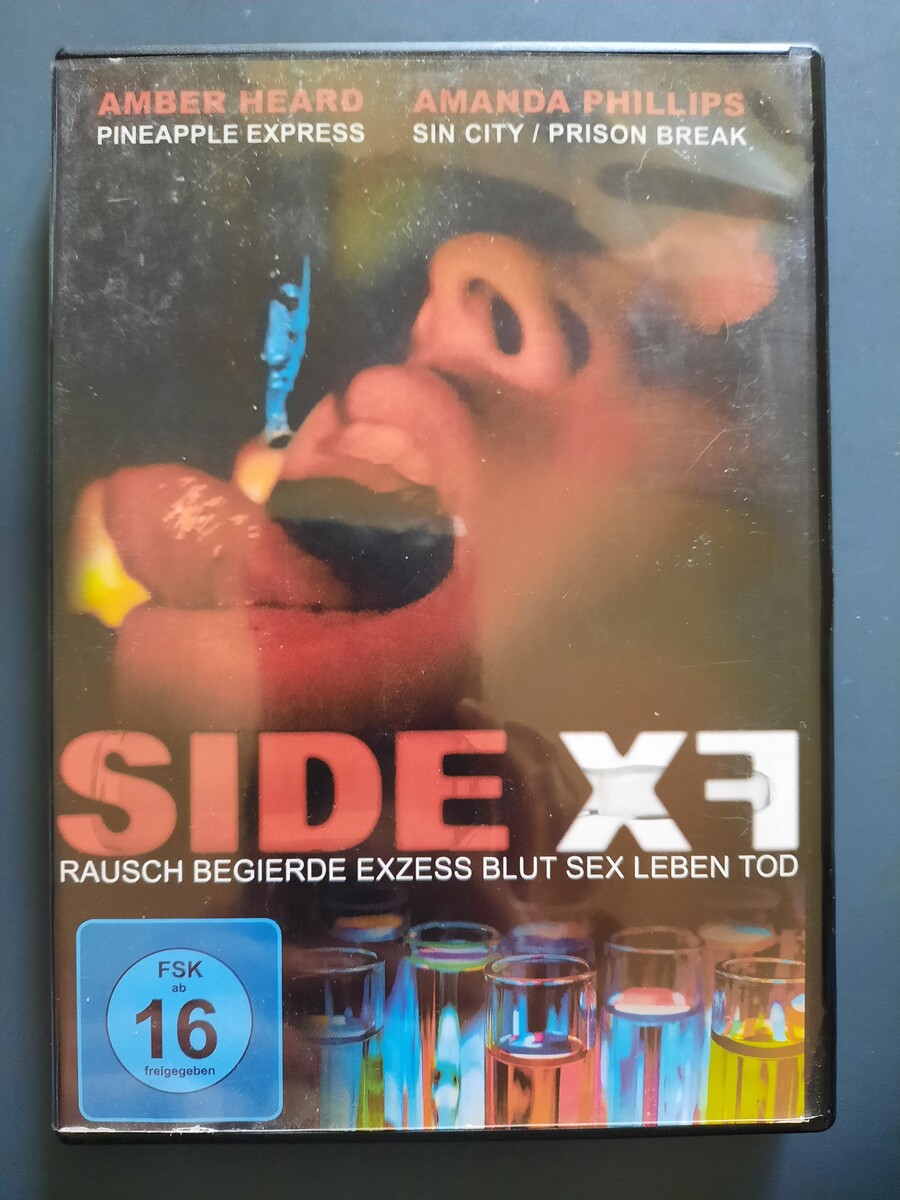 AMBER HEARD
PINEAPPLE EXPRESS
AMANDA PHILLIPS
SIN CITY / PRISON BREAK
SIDE XF
RAUSCH BEGIERDE EXZESS BLUT SEX LEBEN TOD
FSK
ab
16
freigegeben